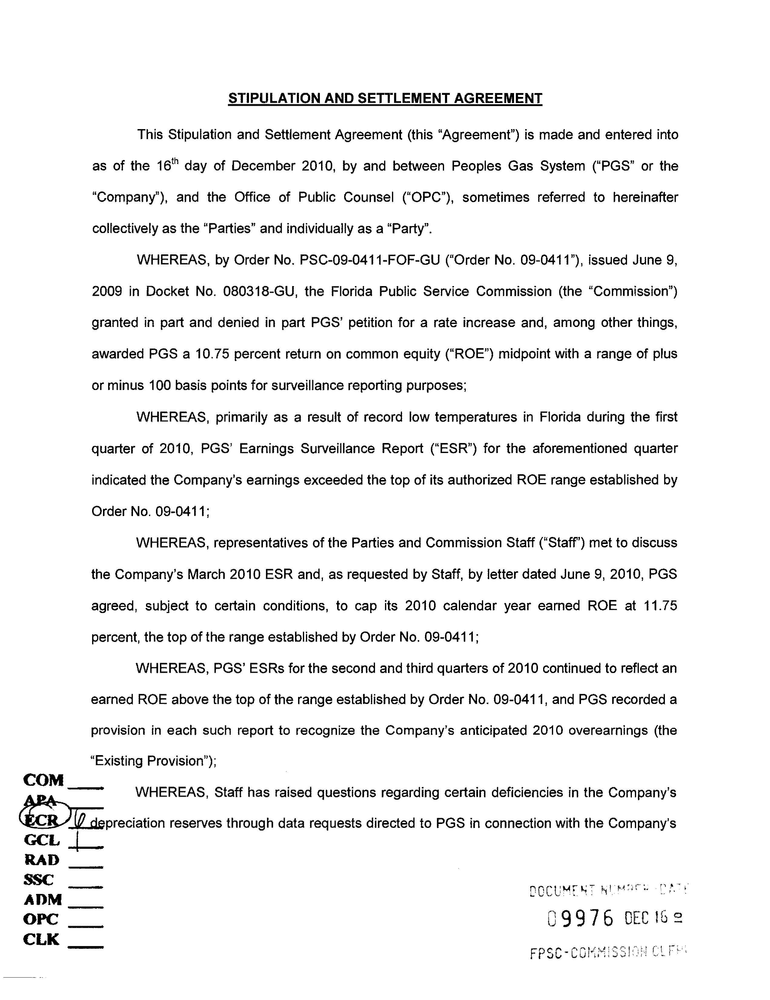 STIPULATION AND SETTLEMENT AGREEMENT
This Stipulation and Settlement Agreement (this “Agreement”) is made and entered into
as of the 16th day of December 2010, by and between Peoples Gas System (“PGS” or the
“Company”), and the Office of Public Counsel (“OPC”), sometimes referred to hereinafter
collectively as the “Parties” and individually as a “Party”.
WHEREAS, by Order No. PSC-09-0411-FOF-GU (“Order No. 09-0411”), issued June 9,
2009 in Docket No. 080318-GU, the Florida Public Service Commission (the “Commission”)
granted in part and denied in part PGS’ petition for a rate increase and, among other things,
awarded PGS a 10.75 percent return on common equity (“ROE”) midpoint with a range of plus
or minus 100 basis points for surveillance reporting purposes;
WHEREAS, primarily as a result of record low temperatures in Florida during the first
quarter of 2010, PGS’ Earnings Surveillance Report (“ESR”) for the aforementioned quarter
indicated the Company's earnings exceeded the top of its authorized ROE range established by
Order No. 09-0411;
WHEREAS, representatives of the Parties and Commission Staff (“Staff”) met to discuss
the Company’s March 2010 ESR and, as requested by Staff, by letter dated June 9, 2010, PGS
agreed, subject to certain conditions, to cap its 2010 calendar year earned ROE at 11.75
percent, the top of the range established by Order No. 09-0411;
WHEREAS, PGS’ ESRs for the second and third quarters of 2010 continued to reflect an
earned ROE above the top of the range established by Order No. 09-0411, and PGS recorded a
provision in each such report to recognize the Company’s anticipated 2010 overearnings (the
“Existing Provision”);
WHEREAS, Staff has raised questions regarding certain deficiencies in the Company’s
depreciation reserves through data requests directed to PGS in connection with the Company’s
COM
APA
ECR
GCL
RAD
SSC
ADM
OPC
CLK
DOCUMENT NUMBER-DATE
09976 DEC 16
FPSC-COMMISSION CLERK